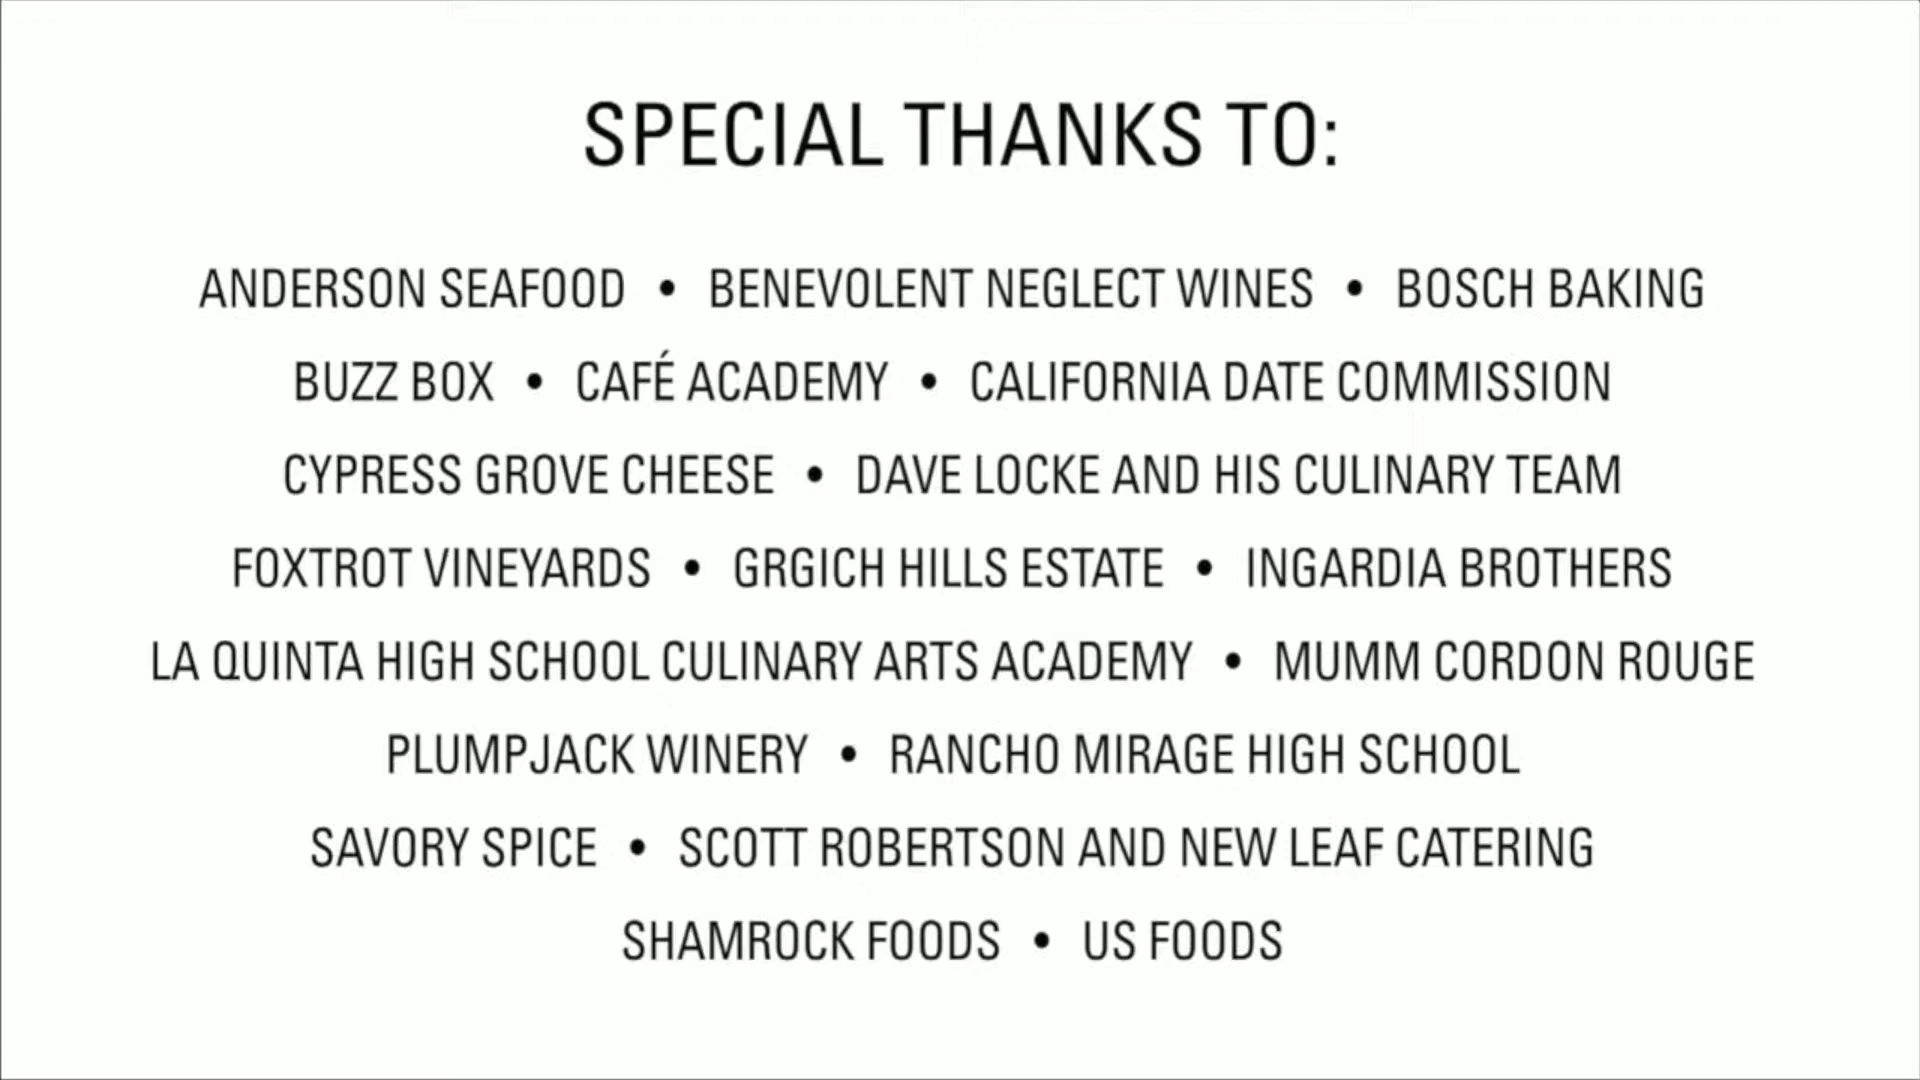 SPECIAL THANKS TO:
ANDERSON SEAFOOD • BENEVOLENT NEGLECT WINES • BOSCH BAKING
BUZZ BOX • CAFÉ ACADEMY • CALIFORNIA DATE COMMISSION
CYPRESS GROVE CHEESE • DAVE LOCKE AND HIS CULINARY TEAM
FOXTROT VINEYARDS • GRGICH HILLS ESTATE • INGARDIA BROTHERS
LA QUINTA HIGH SCHOOL CULINARY ARTS ACADEMY • MUMM CORDON ROUGE
PLUMPJACK WINERY • RANCHO MIRAGE HIGH SCHOOL
SAVORY SPICE • SCOTT ROBERTSON AND NEW LEAF CATERING
SHAMROCK FOODS • US FOODS